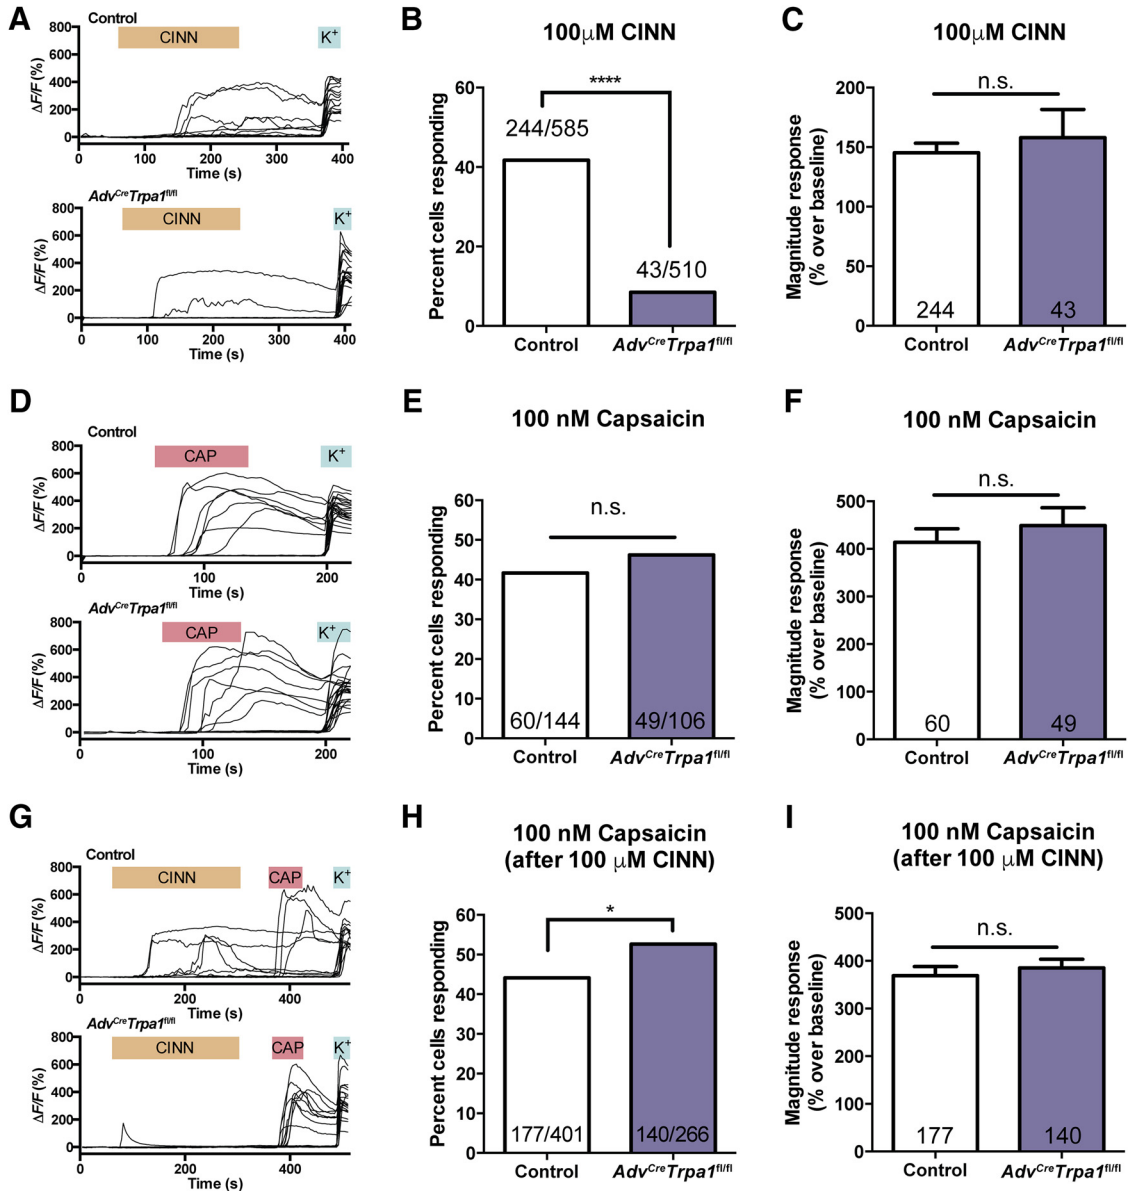 A
Control
CINN
K+
800
600
400
200
0
ΔF/F (%)
0 100 200 300 400
Time (s)
AdvCreTrpa1fl/fl
CINN
K+
800
600
400
200
0
ΔF/F (%)
0 100 200 300 400
Time (s)
B
100μM CINN
****
244/585
43/510
60
40
20
0
Percent cells responding
Control AdvCreTrpa1fl/fl
C
100μM CINN
n.s.
200
150
100
50
0
Magnitude response
(% over baseline)
244 43
Control AdvCreTrpa1fl/fl
D
Control
CAP
K+
800
600
400
200
0
ΔF/F (%)
0 100 200
Time (s)
AdvCreTrpa1fl/fl
CAP
K+
800
600
400
200
0
ΔF/F (%)
0 100 200
Time (s)
E
100 nM Capsaicin
n.s.
60
50
40
30
20
10
0
Percent cells responding
60/144 49/106
Control AdvCreTrpa1fl/fl
F
100 nM Capsaicin
n.s.
500
400
300
200
100
0
Magnitude response
(% over baseline)
60 49
Control AdvCreTrpa1fl/fl
G
Control
CINN
CAP
K+
800
600
400
200
0
ΔF/F (%)
0 200 400
Time (s)
AdvCreTrpa1fl/fl
CINN
CAP
K+
800
600
400
200
0
ΔF/F (%)
0 200 400
Time (s)
H
100 nM Capsaicin
(after 100 μM CINN)
*
60
50
40
30
20
10
0
Percent cells responding
177/401 140/266
Control AdvCreTrpa1fl/fl
I
100 nM Capsaicin
(after 100 μM CINN)
n.s.
500
400
300
200
100
0
Magnitude response
(% over baseline)
177 140
Control AdvCreTrpa1fl/fl